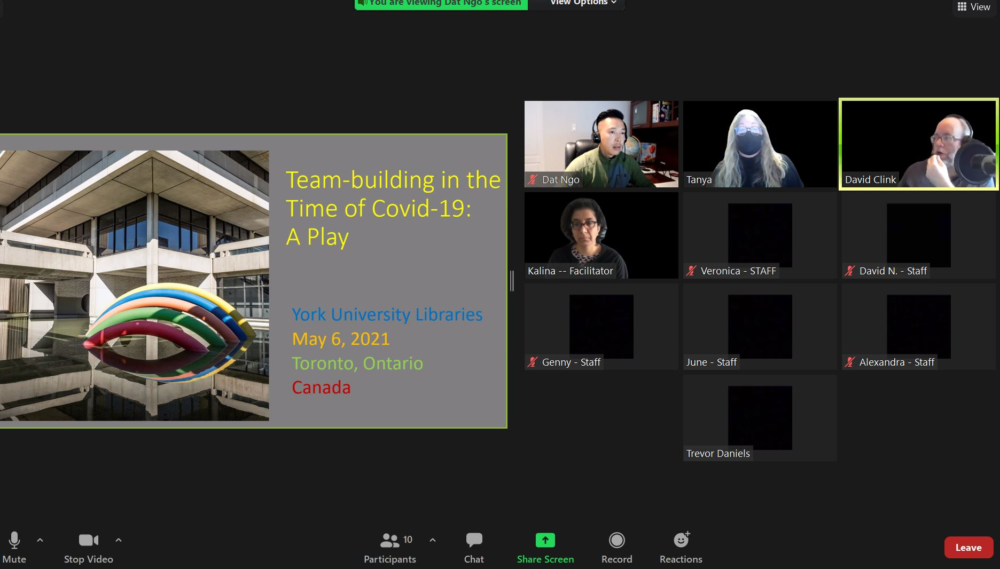 You are viewing Dat Ngo's screen
View Options
View
Team-building in the
Time of Covid-19:
A Play
York University Libraries
May 6, 2021
Toronto, Ontario
Canada
Dat Ngo
Tanya
David Clink
Kalina -- Facilitator
Veronica - STAFF
David N. - Staff
Genny - Staff
June - Staff
Alexandra - Staff
Trevor Daniels
Mute
Stop Video
10
Participants
Chat
Share Screen
Record
Reactions
Leave